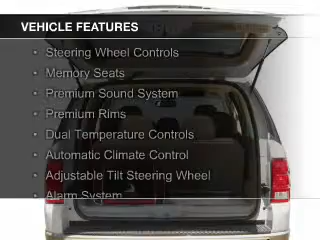 VEHICLE FEATURES
• Steering Wheel Controls
• Memory Seats
• Premium Sound System
• Premium Rims
• Dual Temperature Controls
• Automatic Climate Control
• Adjustable Tilt Steering Wheel
• Alarm System